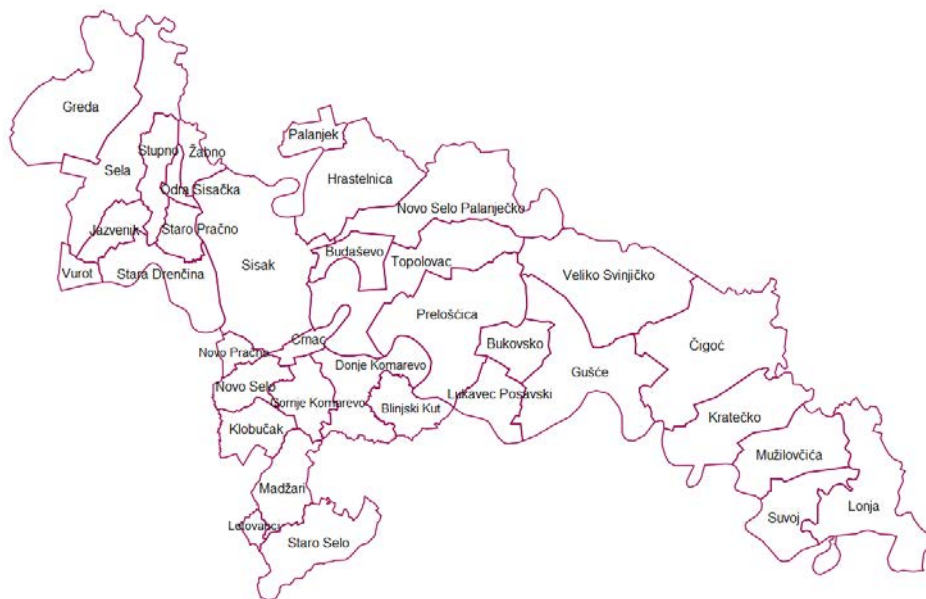 Greda
Palanjek
Stupno
Žabno
Sela
Hrastelnica
Odra Sisačka
Novo Selo Palanječko
Jazvenik
Staro Pračno
Budaševo
Sisak
Topolovac
Vurot
Stara Drenčina
Veliko Svinjičko
Prelošćica
Crnac
Bukovsko
Čigoć
Novo Pračno
Donje Komarevo
Gušće
Novo Selo
Lukavec Posavski
Gornje Komarevo
Blinjski Kut
Kratečko
Klobučak
Mužilovčića
Madžari
Lonja
Suvoj
Letovanci
Staro Selo